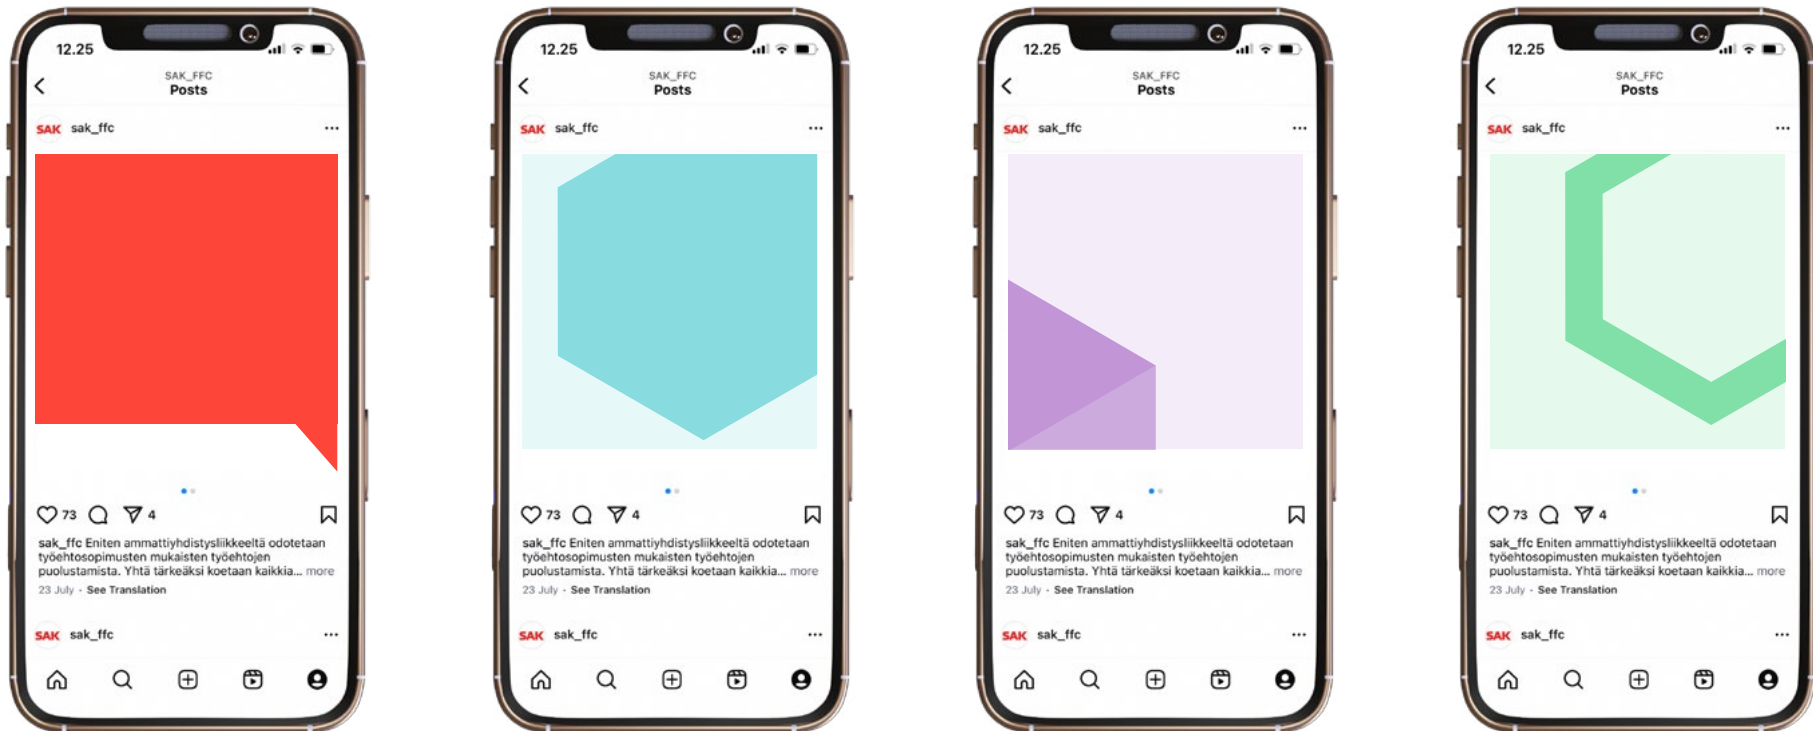 12.25
SAK_FFC
Posts
SAK sak_ffc
73 4
sak_ffc Eniten ammattiyhdistysliikkeeltä odotetaan
työehtosopimusten mukaisten työehtojen
puolustamista. Yhtä tärkeäksi koetaan kaikkia... more
23 July · See Translation
SAK sak_ffc
12.25
SAK_FFC
Posts
SAK sak_ffc
73 4
sak_ffc Eniten ammattiyhdistysliikkeeltä odotetaan
työehtosopimusten mukaisten työehtojen
puolustamista. Yhtä tärkeäksi koetaan kaikkia... more
23 July · See Translation
SAK sak_ffc
12.25
SAK_FFC
Posts
SAK sak_ffc
73 4
sak_ffc Eniten ammattiyhdistysliikkeeltä odotetaan
työehtosopimusten mukaisten työehtojen
puolustamista. Yhtä tärkeäksi koetaan kaikkia... more
23 July · See Translation
SAK sak_ffc
12.25
SAK_FFC
Posts
SAK sak_ffc
73 4
sak_ffc Eniten ammattiyhdistysliikkeeltä odotetaan
työehtosopimusten mukaisten työehtojen
puolustamista. Yhtä tärkeäksi koetaan kaikkia... more
23 July · See Translation
SAK sak_ffc